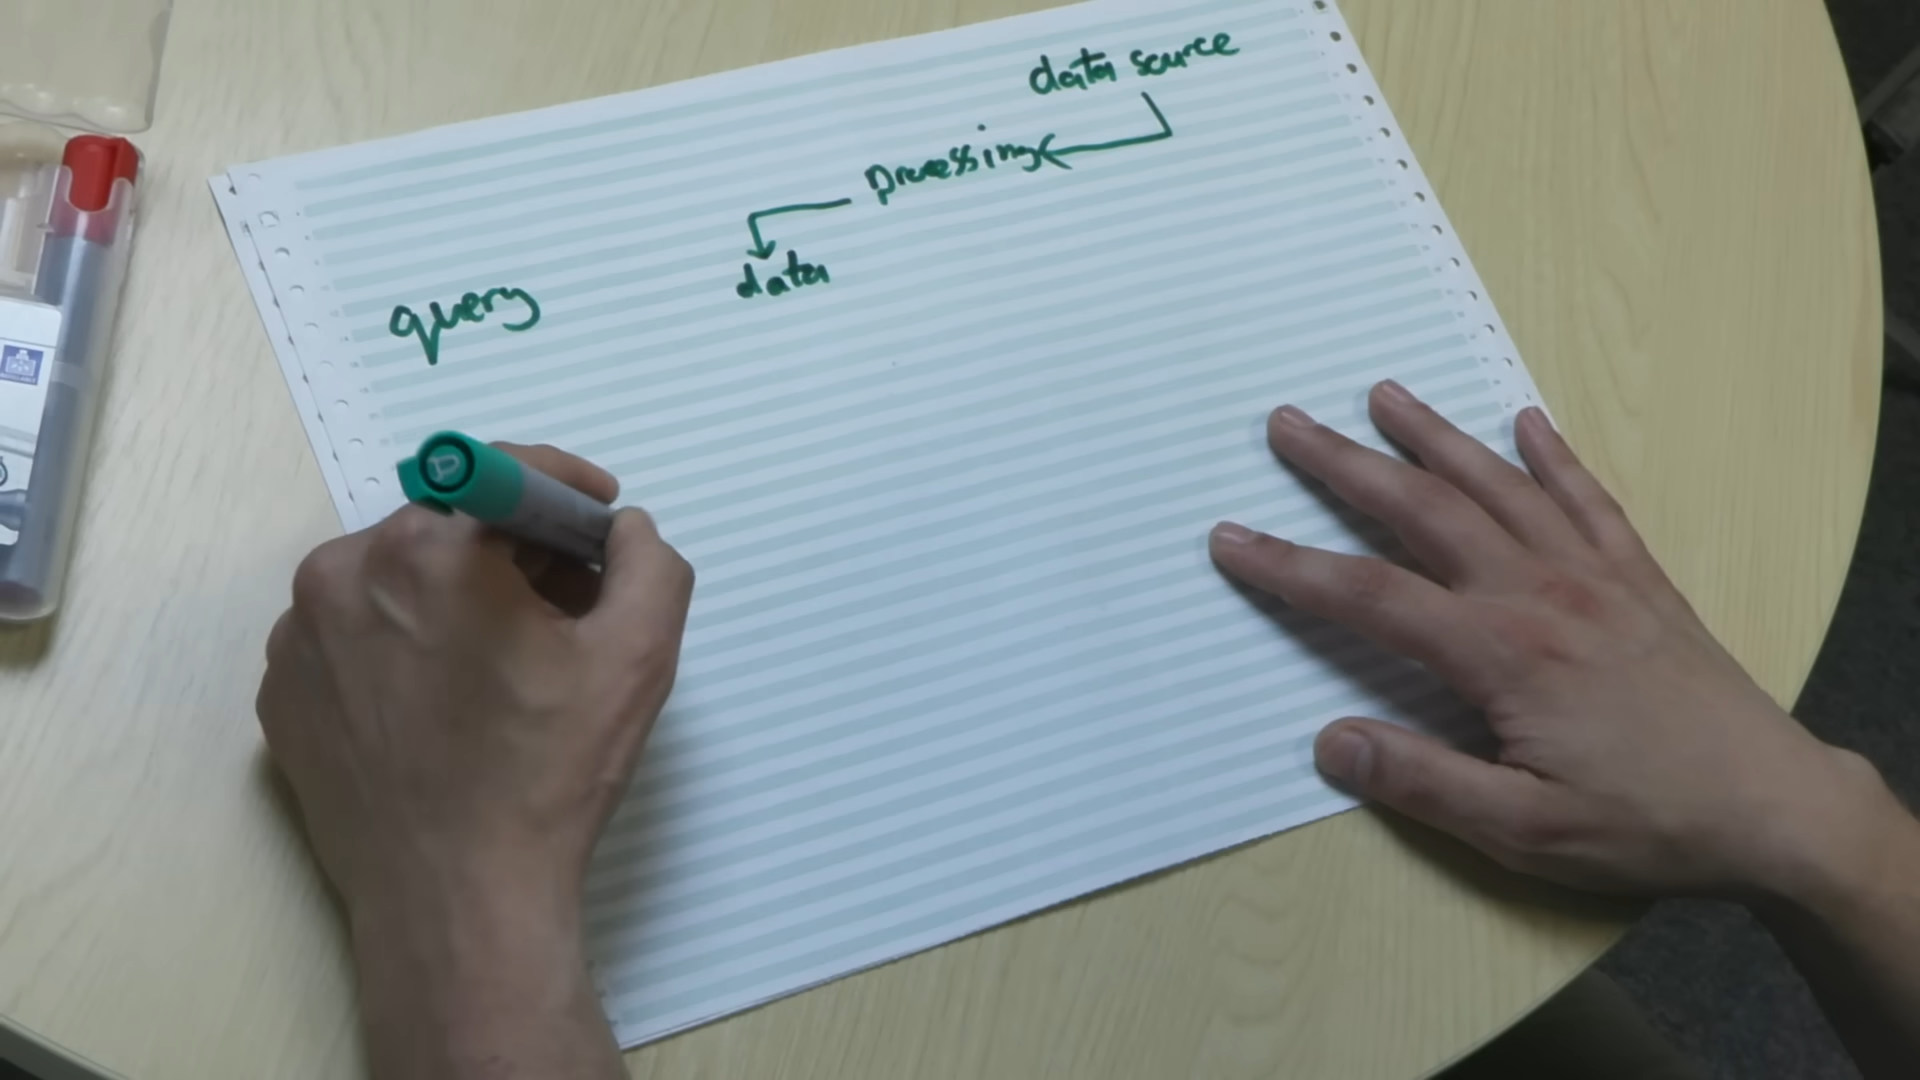 data source
processing
data
query